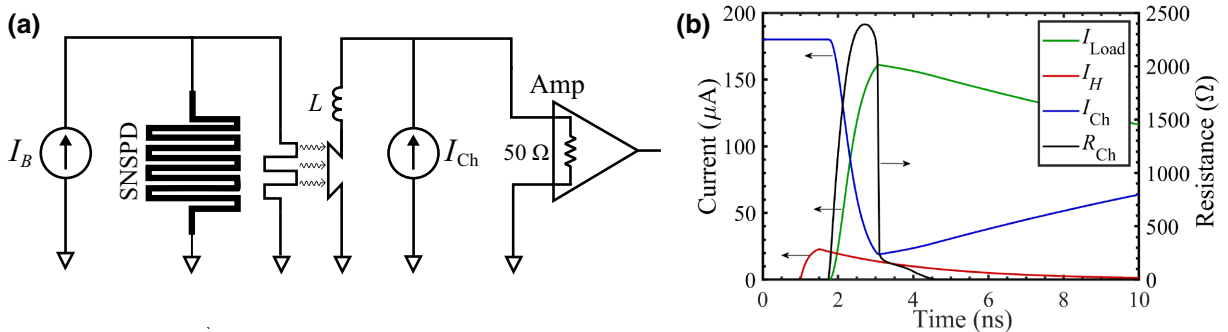 (a)
I_B
SNSPD
L
I_Ch
Amp
50 Ω
(b)
200
150
100
50
0
Current (μA)
2500
2000
1500
1000
500
0
Resistance (Ω)
I_Load
I_H
I_Ch
R_Ch
0 2 4 6 8 10
Time (ns)